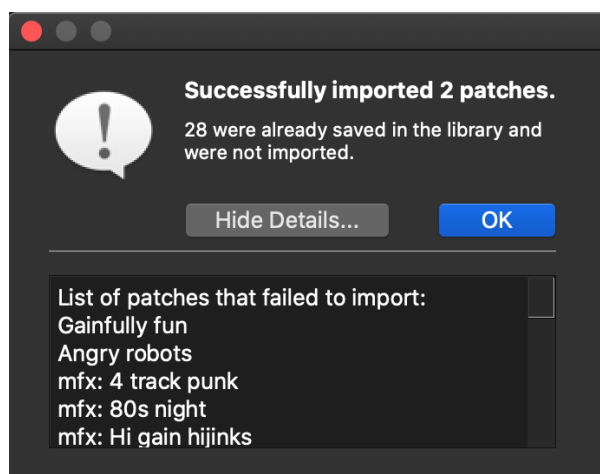 Successfully imported 2 patches.
28 were already saved in the library and
were not imported.
Hide Details...
OK
List of patches that failed to import:
Gainfully fun
Angry robots
mfx: 4 track punk
mfx: 80s night
mfx: Hi gain hijinks